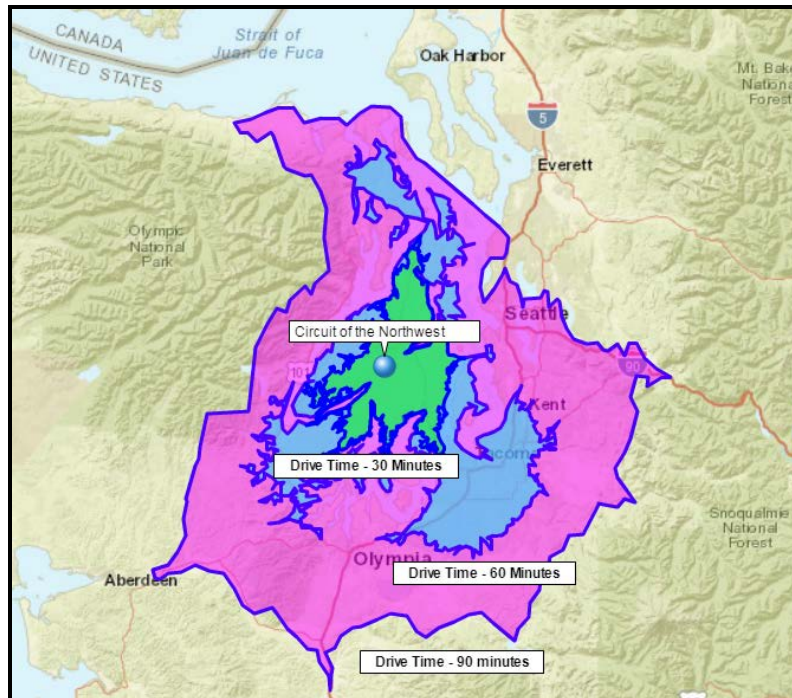 CANADA
UNITED STATES
Strait of
Juan de Fuca
Oak Harbor
Mt. Bake
National
Forest
5
Everett
Olympic
National
Park
Seattle
Circuit of the Northwest
101
90
Kent
Drive Time - 30 Minutes
Tacom
Snoqualmie
National
Forest
Olympia
Drive Time - 60 Minutes
Aberdeen
Drive Time - 90 minutes